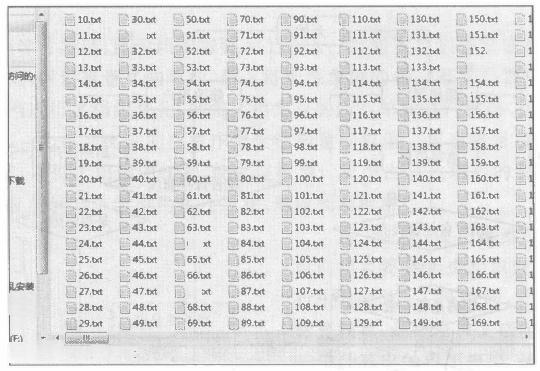 10.txt 30.txt 50.txt 70.txt 90.txt 110.txt 130.txt 150.txt 1
11.txt xt 51.txt 71.txt 91.txt 111.txt 131.txt 151.txt 1
12.txt 32.txt 52.txt 72.txt 92.txt 112.txt 132.txt 152. 1
13.txt 33.txt 53.txt 73.txt 93.txt 113.txt 133.txt 1
访问的
14.txt 34.txt 54.txt 74.txt 94.txt 114.txt 134.txt 154.txt 1
15.txt 35.txt 55.txt 75.txt 95.txt 115.txt 135.txt 155.txt 1
16.txt 36.txt 56.txt 76.txt 96.txt 116.txt 136.txt 156.txt 1
17.txt 37.txt 57.txt 77.txt 97.txt 117.txt 137.txt 157.txt 1
18.txt 38.txt 58.txt 78.txt 98.txt 118.txt 138.txt 158.txt 1
19.txt 39.txt 59.txt 79.txt 99.txt 119.txt 139.txt 159.txt 1
下载 20.txt 40.txt 60.txt 80.txt 100.txt 120.txt 140.txt 160.txt 1
21.txt 41.txt 61.txt 81.txt 101.txt 121.txt 141.txt 161.txt 1
22.txt 42.txt 62.txt 82.txt 102.txt 122.txt 142.txt 162.txt 1
23.txt 43.txt 63.txt 83.txt 103.txt 123.txt 143.txt 163.txt 1
24.txt 44.txt xt 84.txt 104.txt 124.txt 144.txt 164.txt 1
25.txt 45.txt 65.txt 85.txt 105.txt 125.txt 145.txt 165.txt 1
26.txt 46.txt 66.txt 86.txt 106.txt 126.txt 146.txt 166.txt 1
安装 27.txt 47.txt xt 87.txt 107.txt 127.txt 147.txt 167.txt 1
28.txt 48.txt 68.txt 88.txt 108.txt 128.txt 148.txt 168.txt 1
29.txt 49.txt 69.txt 89.txt 109.txt 129.txt 149.txt 169.txt 1
(F:)